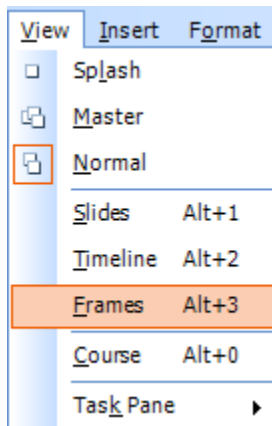 View Insert Format
Splash
Master
Normal
Slides Alt+1
Timeline Alt+2
Frames Alt+3
Course Alt+0
Task Pane